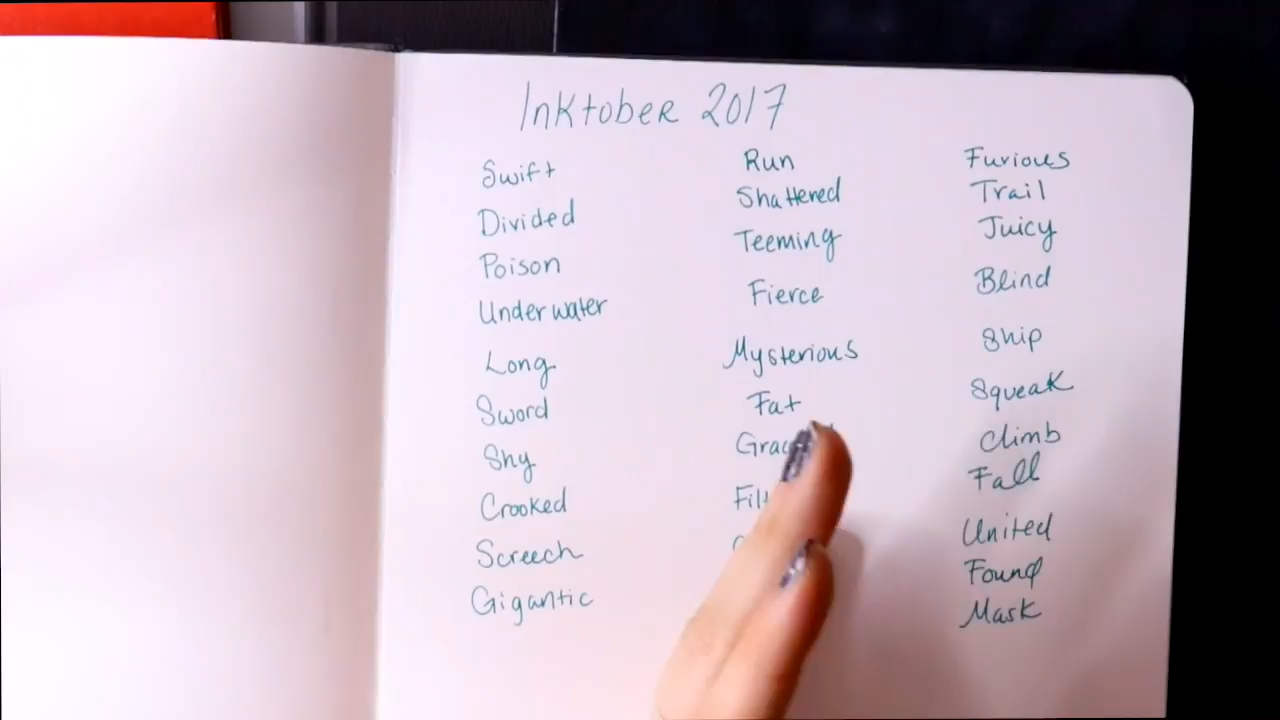 Inktober 2017
Swift
Divided
Poison
Underwater
Long
Sword
Shy
Crooked
Screech
Gigantic
Run
Shattered
Teeming
Fierce
Mysterious
Fat
Furious
Trail
Juicy
Blind
Ship
Squeak
Climb
Fall
United
Found
Mask